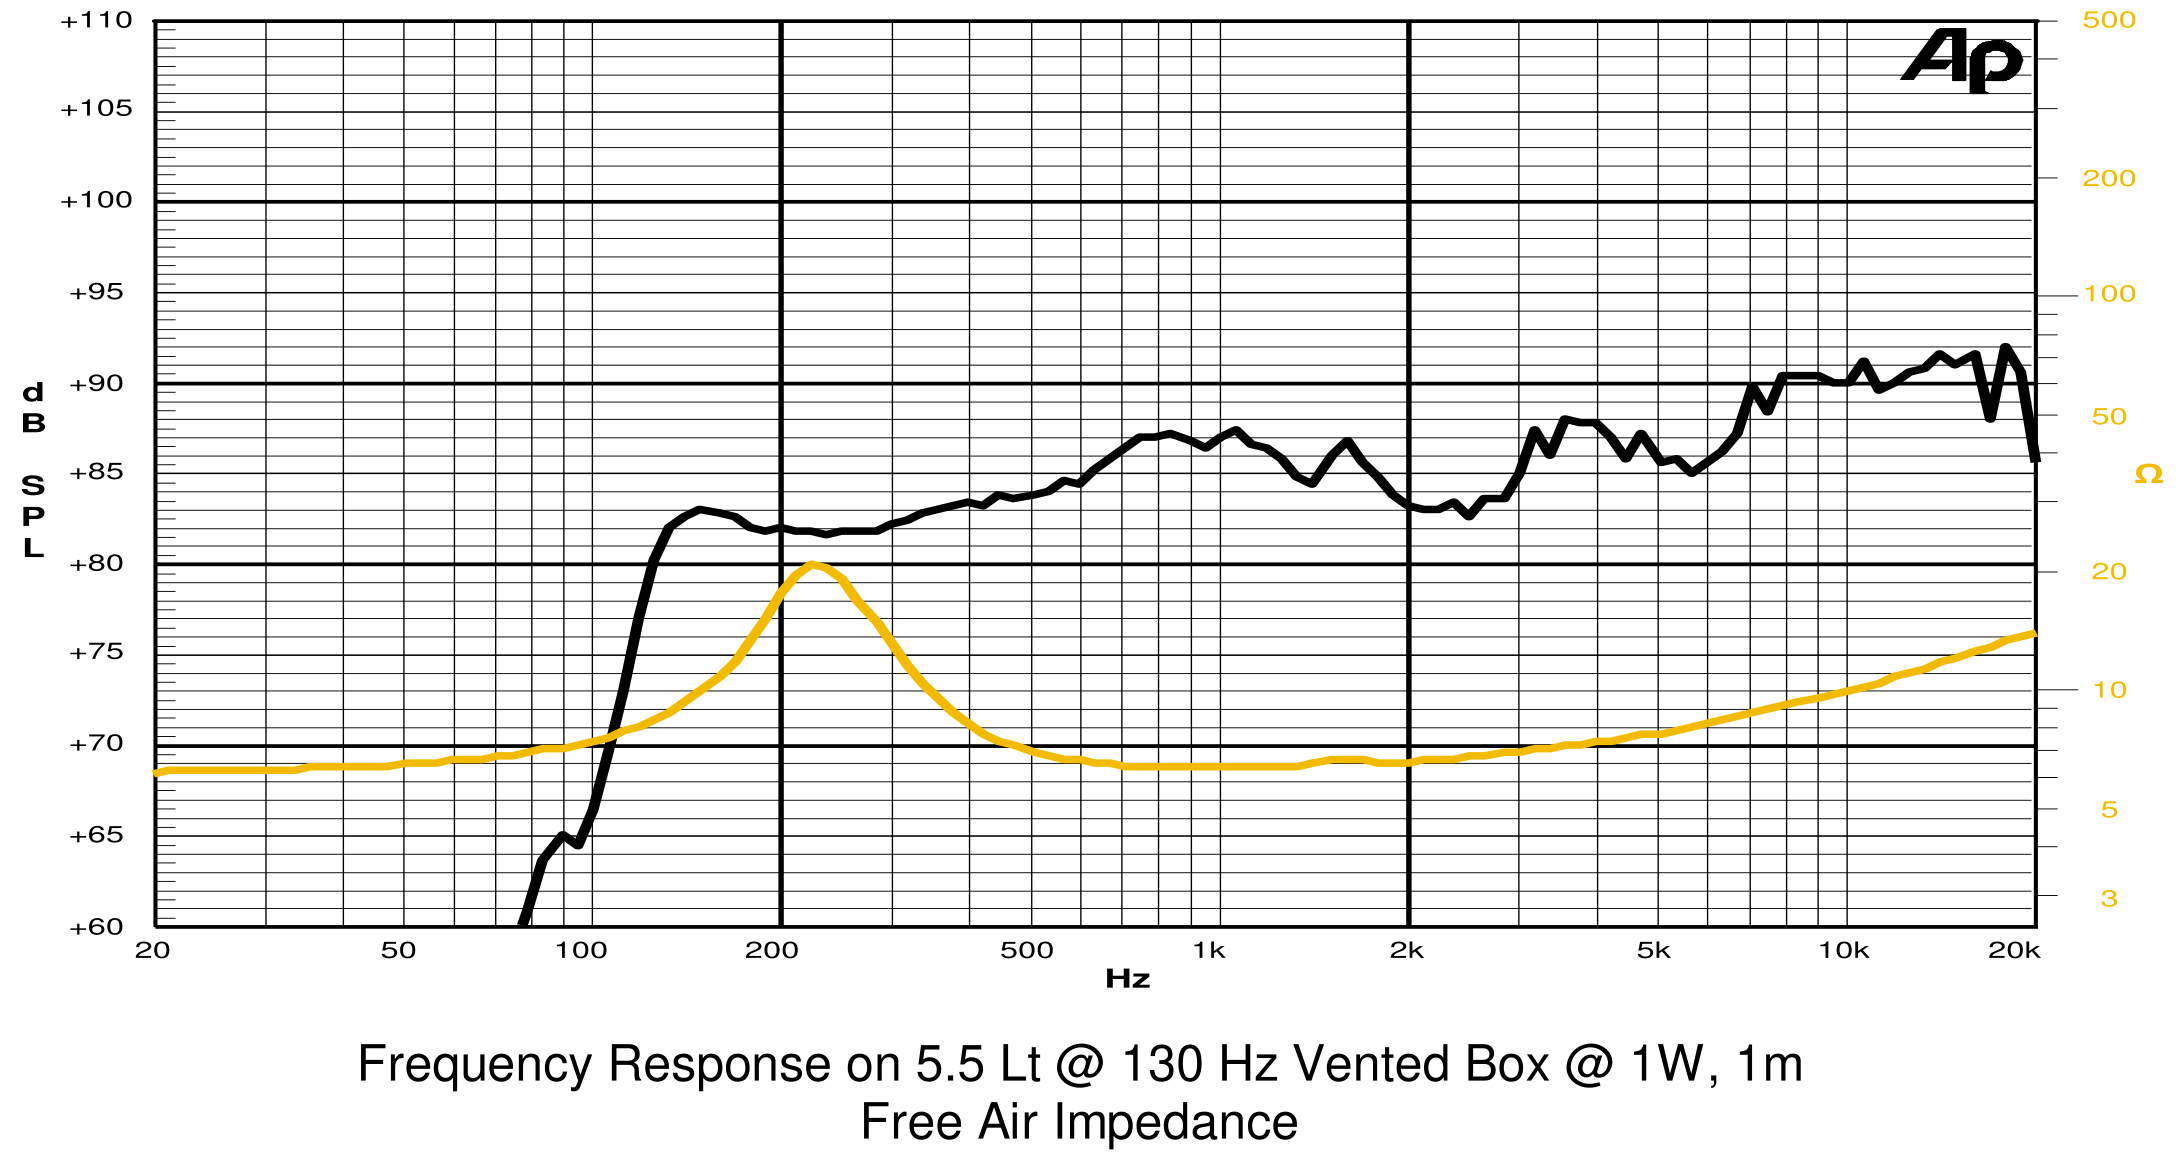 +110
+105
+100
+95
+90
+85
+80
+75
+70
+65
+60
dB SPL
500
200
100
50
Ω
20
10
5
3
20 50 100 200 500 1k 2k 5k 10k 20k
Hz
Ap
Frequency Response on 5.5 Lt @ 130 Hz Vented Box @ 1W, 1m
Free Air Impedance